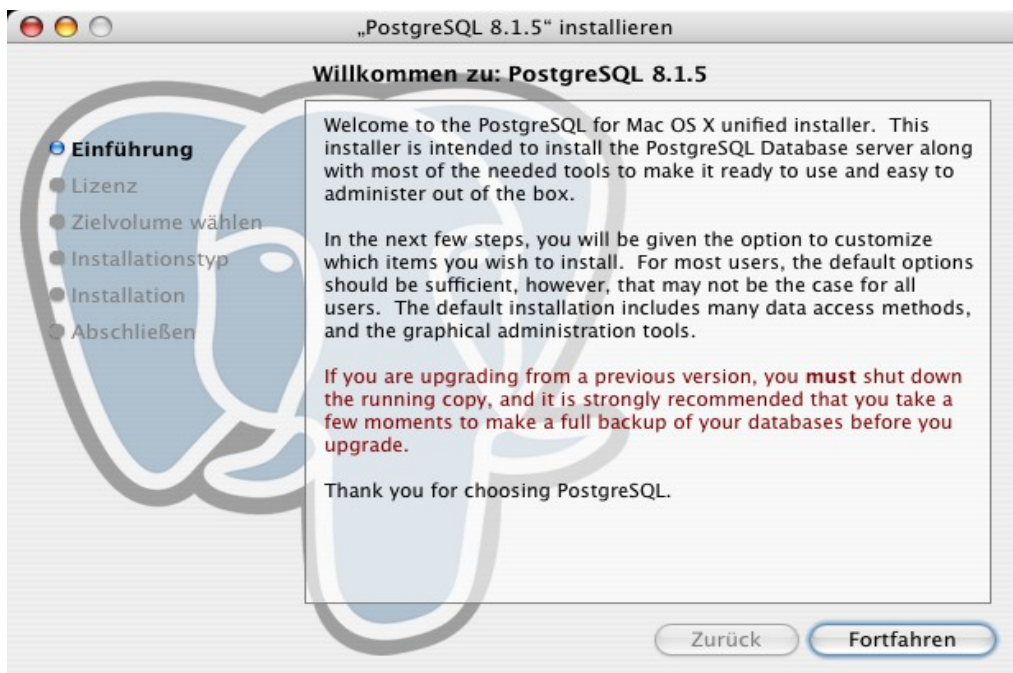 „PostgreSQL 8.1.5“ installieren
Willkommen zu: PostgreSQL 8.1.5
Einführung
Lizenz
Zielvolume wählen
Installationstyp
Installation
Abschließen
Welcome to the PostgreSQL for Mac OS X unified installer.  This
installer is intended to install the PostgreSQL Database server along
with most of the needed tools to make it ready to use and easy to
administer out of the box.
In the next few steps, you will be given the option to customize
which items you wish to install.  For most users, the default options
should be sufficient, however, that may not be the case for all
users.  The default installation includes many data access methods,
and the graphical administration tools.
If you are upgrading from a previous version, you must shut down
the running copy, and it is strongly recommended that you take a
few moments to make a full backup of your databases before you
upgrade.
Thank you for choosing PostgreSQL.
Zurück
Fortfahren